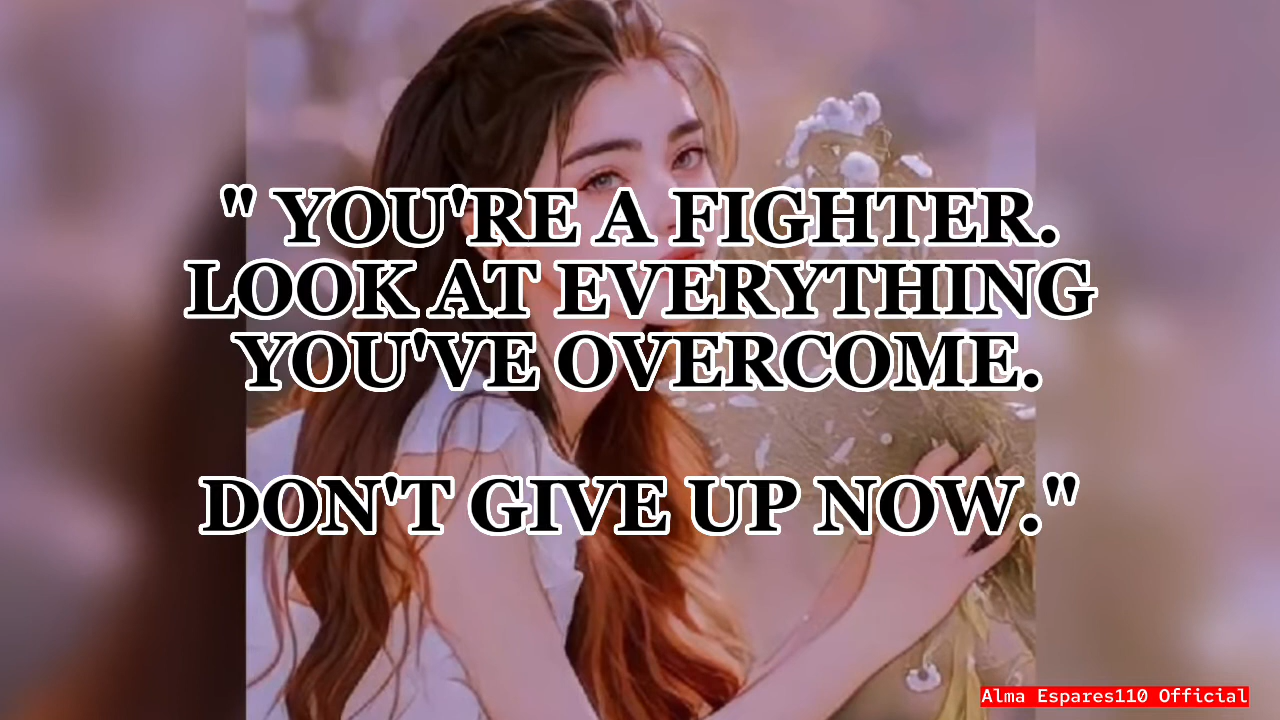 " YOU'RE A FIGHTER.
LOOK AT EVERYTHING
YOU'VE OVERCOME.
DON'T GIVE UP NOW."
Alma Espares110 Official